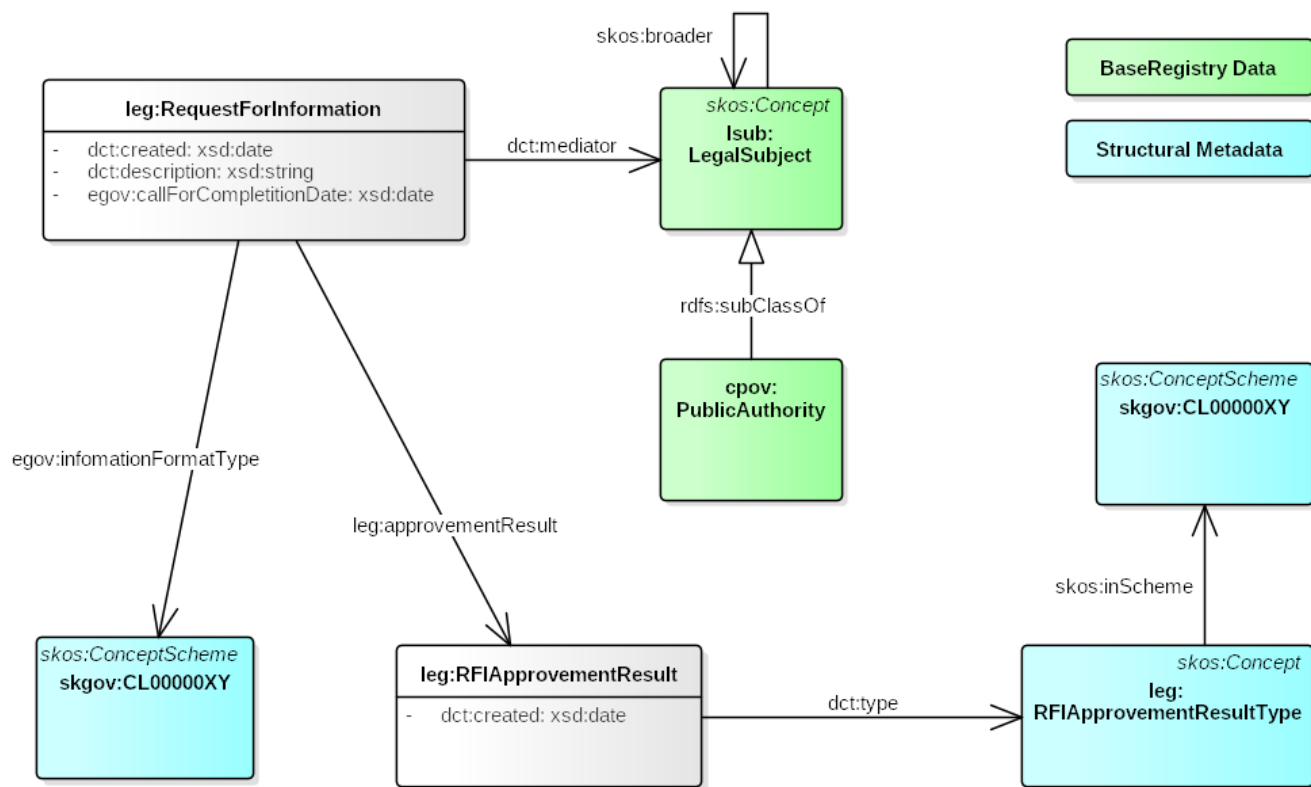 skos:broader
BaseRegistry Data
leg:RequestForInformation
- dct:created: xsd:date
- dct:description: xsd:string
- egov:callForCompletitionDate: xsd:date
dct:mediator
skos:Concept
lsub:
LegalSubject
Structural Metadata
rdfs:subClassOf
cpov:
PublicAuthority
skos:ConceptScheme
skgov:CL00000XY
egov:infomationFormatType
leg:approvementResult
skos:inScheme
skos:ConceptScheme
skgov:CL00000XY
leg:RFIApprovementResult
- dct:created: xsd:date
dct:type
skos:Concept
leg:
RFIApprovementResultType